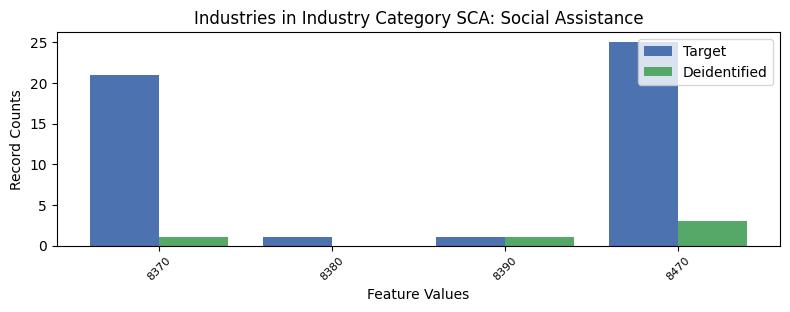 Industries in Industry Category SCA: Social Assistance
Record Counts
25
20
15
10
5
0
Target
Deidentified
8370
8380
8390
8470
Feature Values